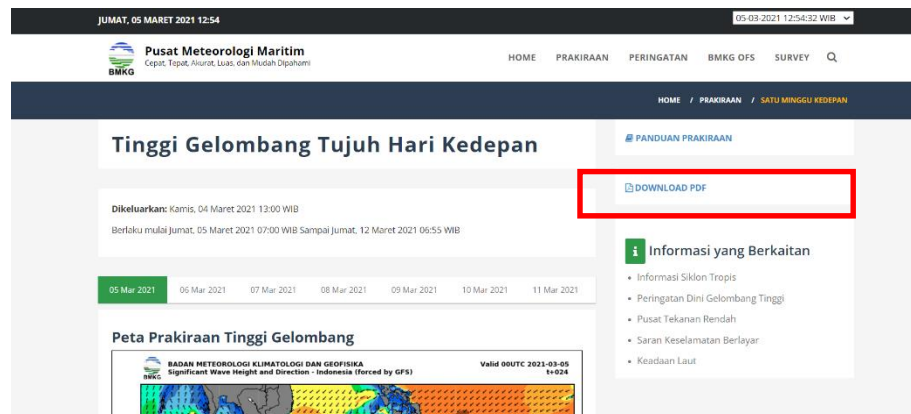 JUMAT, 05 MARET 2021 12:54
05-03-2021 12:54:32 WIB
BMKG
Pusat Meteorologi Maritim
Cepat, Tepat, Akurat, Luas, dan Mudah Dipahami
HOME PRAKIRAAN PERINGATAN BMKG OFS SURVEY
HOME / PRAKIRAAN / SATU MINGGU KEDEPAN
Tinggi Gelombang Tujuh Hari Kedepan
Dikeluarkan: Kamis, 04 Maret 2021 13:00 WIB
Berlaku mulai Jumat, 05 Maret 2021 07:00 WIB Sampai Jumat, 12 Maret 2021 06:55 WIB
05 Mar 2021 06 Mar 2021 07 Mar 2021 08 Mar 2021 09 Mar 2021 10 Mar 2021 11 Mar 2021
Peta Prakiraan Tinggi Gelombang
BMKG
BADAN METEOROLOGI KLIMATOLOGI DAN GEOFISIKA
Significant Wave Height and Direction - Indonesia (forced by GFS)
Valid 00UTC 2021-03-05
t+024
PANDUAN PRAKIRAAN
DOWNLOAD PDF
i Informasi yang Berkaitan
Informasi Siklon Tropis
Peringatan Dini Gelombang Tinggi
Pusat Tekanan Rendah
Saran Keselamatan Berlayar
Keadaan Laut